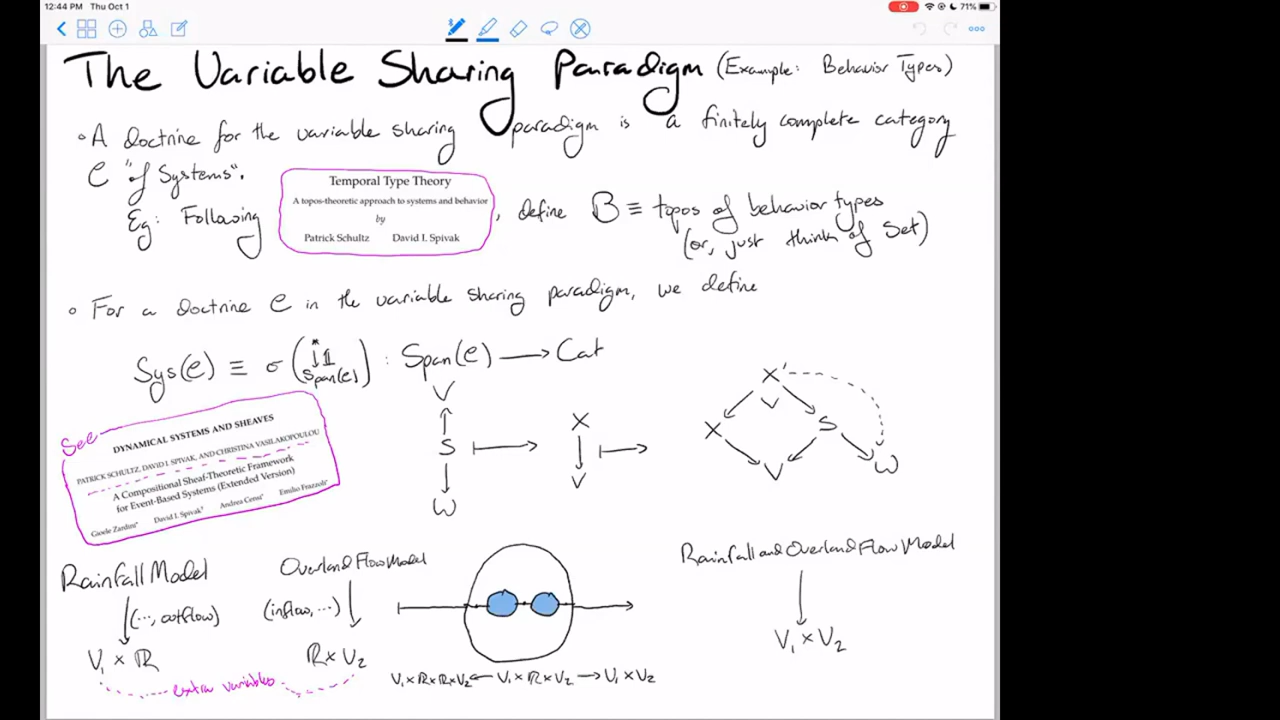 12:44 PM Thu Oct 1
71%
The Variable Sharing Paradigm (Example: Behavior Types)
• A doctrine for the variable sharing paradigm is a finitely complete category
C "of Systems".
Eg: Following
Temporal Type Theory
A topos-theoretic approach to systems and behavior
by
Patrick Schultz David I. Spivak
, define B ≡ topos of behavior types
(or, just think of Set)
• For a doctrine C in the variable sharing paradigm, we define
Sys(C) ≡ σ ( * ↓ 1 Span(C) ) : Span(C) → Cat
See
DYNAMICAL SYSTEMS AND SHEAVES
PATRICK SCHULTZ, DAVID I. SPIVAK, AND CHRISTINA VASILAKOPOULOU
A Compositional Sheaf-Theoretic Framework
for Event-Based Systems (Extended Version)
Gioele Zardini* David I. Spivak Andrea Censi* Emilio Frazzoli*
V
S
W
X
V
X'
X S
V W
Rainfall Model
(..., outflow)
V₁ × ℝ
Overland Flow Model
(inflow, ...)
ℝ × V₂
extra variables
V₁×ℝ×ℝ×V₂ ← V₁×ℝ×V₂ → V₁×V₂
Rainfall and Overland Flow Model
V₁ × V₂